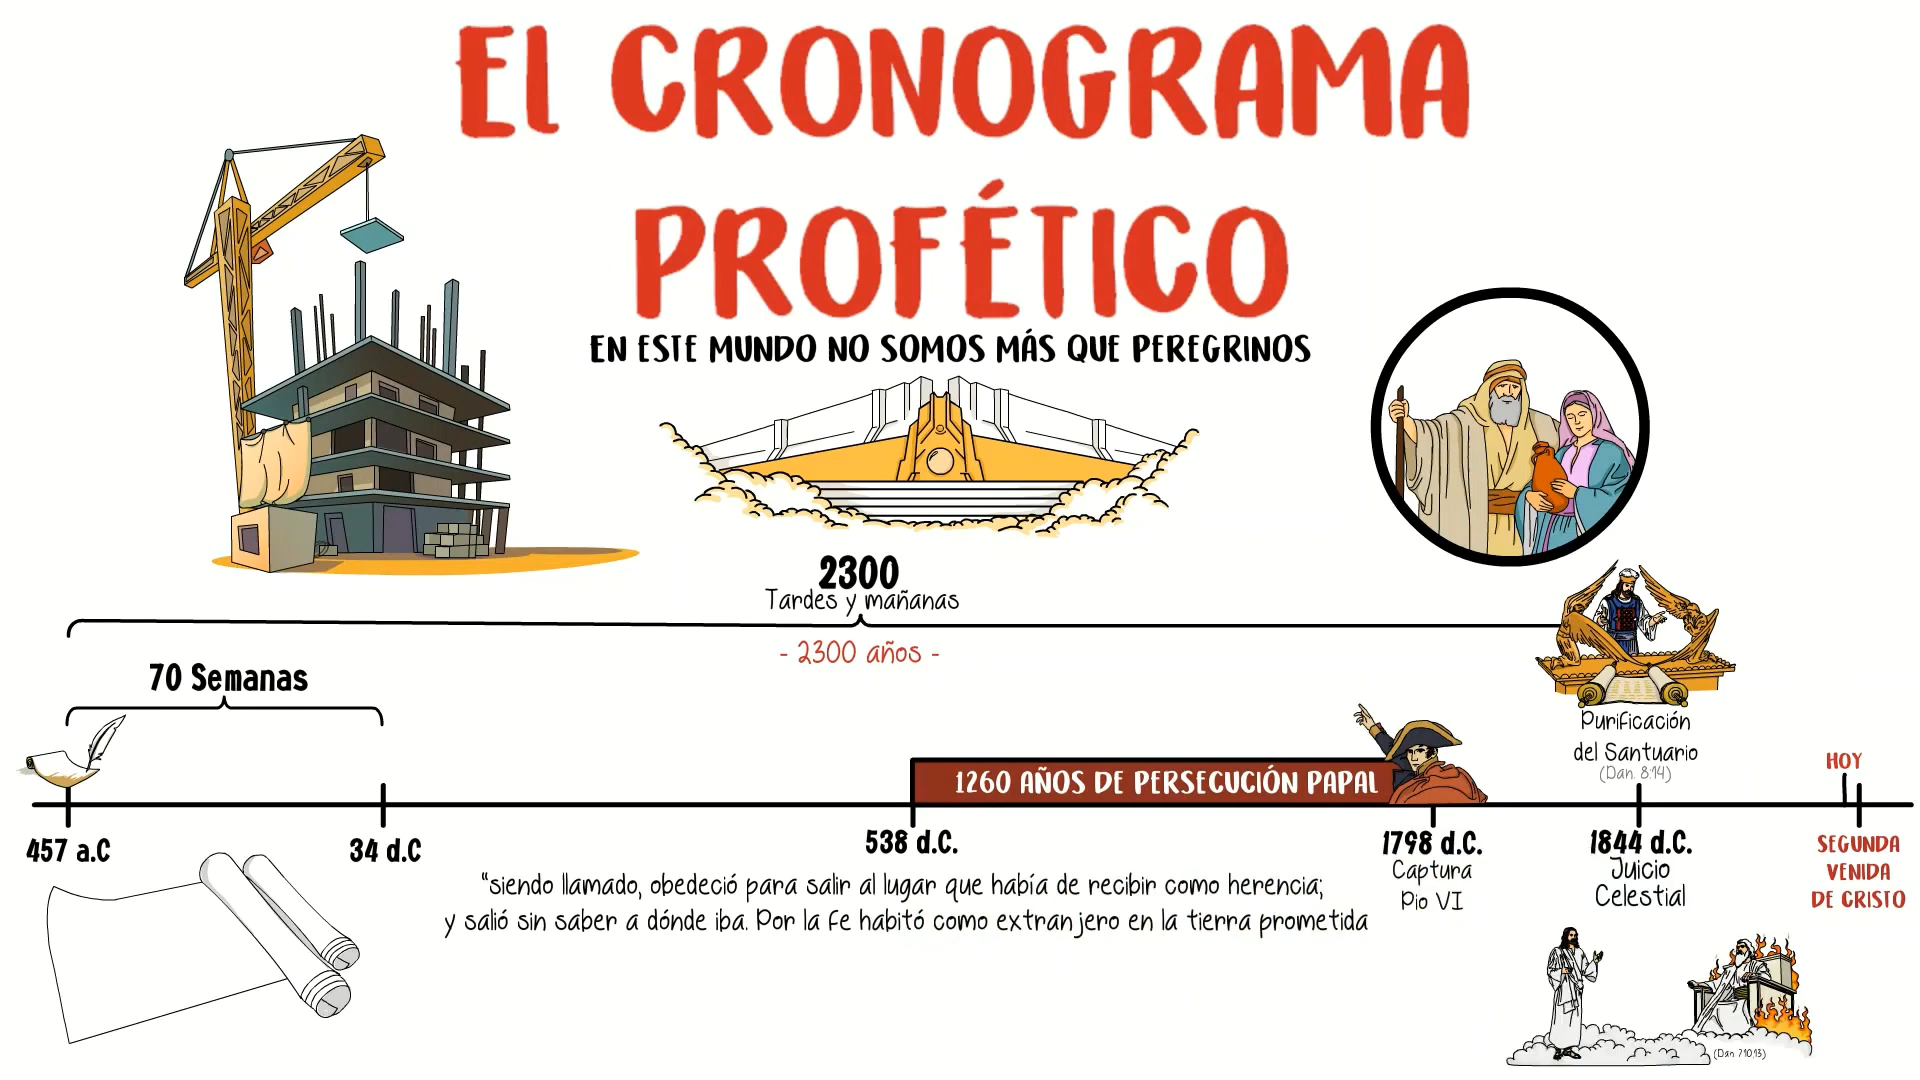 El CRONOGRAMA
PROFÉTICO
EN ESTE MUNDO NO SOMOS MÁS QUE PEREGRINOS
2300
Tardes y mañanas
- 2300 años -
70 Semanas
1260 AÑOS DE PERSECUCIÓN PAPAL
Purificación
del Santuario
(Dan. 8:14)
HOY
457 a.C
34 d.C
538 d.C.
1798 d.C.
Captura
Pio VI
1844 d.C.
Juicio
Celestial
SEGUNDA
VENIDA
DE CRISTO
“siendo llamado, obedeció para salir al lugar que había de recibir como herencia;
y salió sin saber a dónde iba. Por la fe habitó como extranjero en la tierra prometida
(Dan 7:10,13)